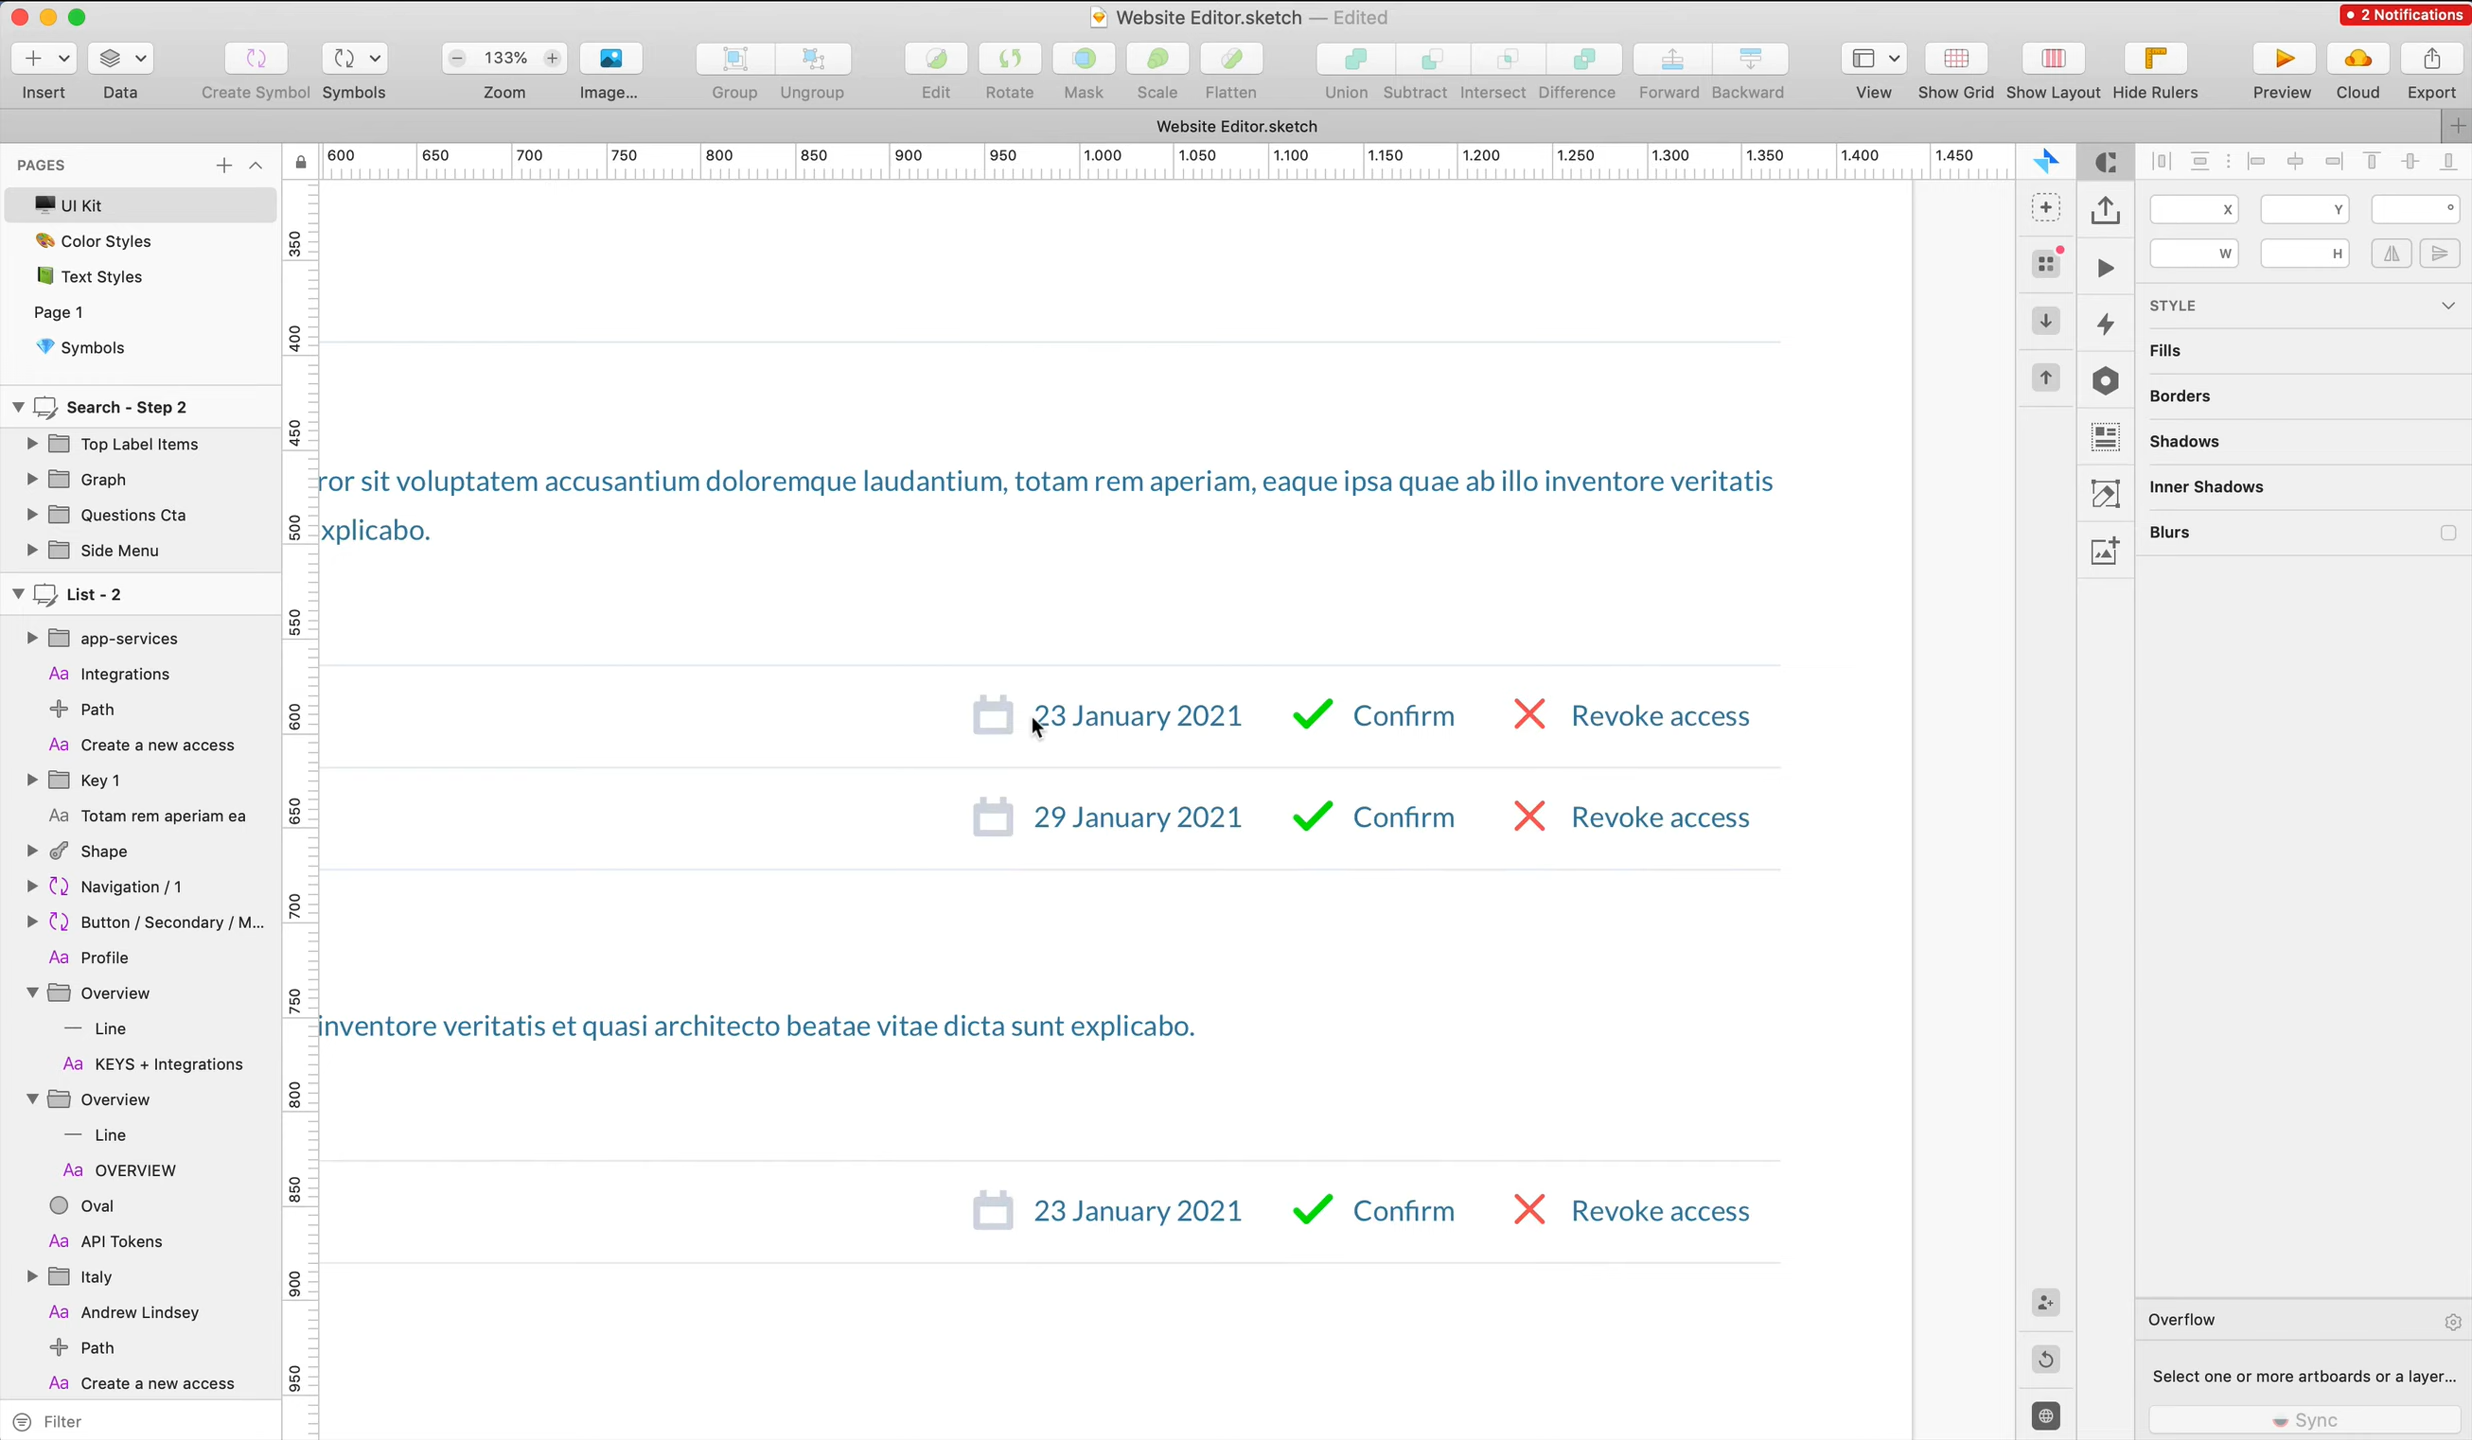 Website Editor.sketch — Edited
2 Notifications
133%
Insert
Data
Create Symbol
Symbols
Zoom
Image...
Group
Ungroup
Edit
Rotate
Mask
Scale
Flatten
Union
Subtract
Intersect
Difference
Forward
Backward
View
Show Grid
Show Layout
Hide Rulers
Preview
Cloud
Export
Website Editor.sketch
PAGES
UI Kit
Color Styles
Text Styles
Page 1
Symbols
Search - Step 2
Top Label Items
Graph
Questions Cta
Side Menu
List - 2
app-services
Aa Integrations
Path
Aa Create a new access
Key 1
Aa Totam rem aperiam ea
Shape
Navigation / 1
Button / Secondary / M...
Aa Profile
Overview
Line
Aa KEYS + Integrations
Overview
Line
Aa OVERVIEW
Oval
Aa API Tokens
Italy
Aa Andrew Lindsey
Path
Aa Create a new access
Filter
600 650 700 750 800 850 900 950 1.000 1.050 1.100 1.150 1.200 1.250 1.300 1.350 1.400 1.450
350
400
450
500
550
600
650
700
750
800
850
900
950
ror sit voluptatem accusantium doloremque laudantium, totam rem aperiam, eaque ipsa quae ab illo inventore veritatis
xplicabo.
23 January 2021 Confirm Revoke access
29 January 2021 Confirm Revoke access
inventore veritatis et quasi architecto beatae vitae dicta sunt explicabo.
23 January 2021 Confirm Revoke access
X Y °
W H
STYLE
Fills
Borders
Shadows
Inner Shadows
Blurs
Overflow
Select one or more artboards or a layer...
Sync